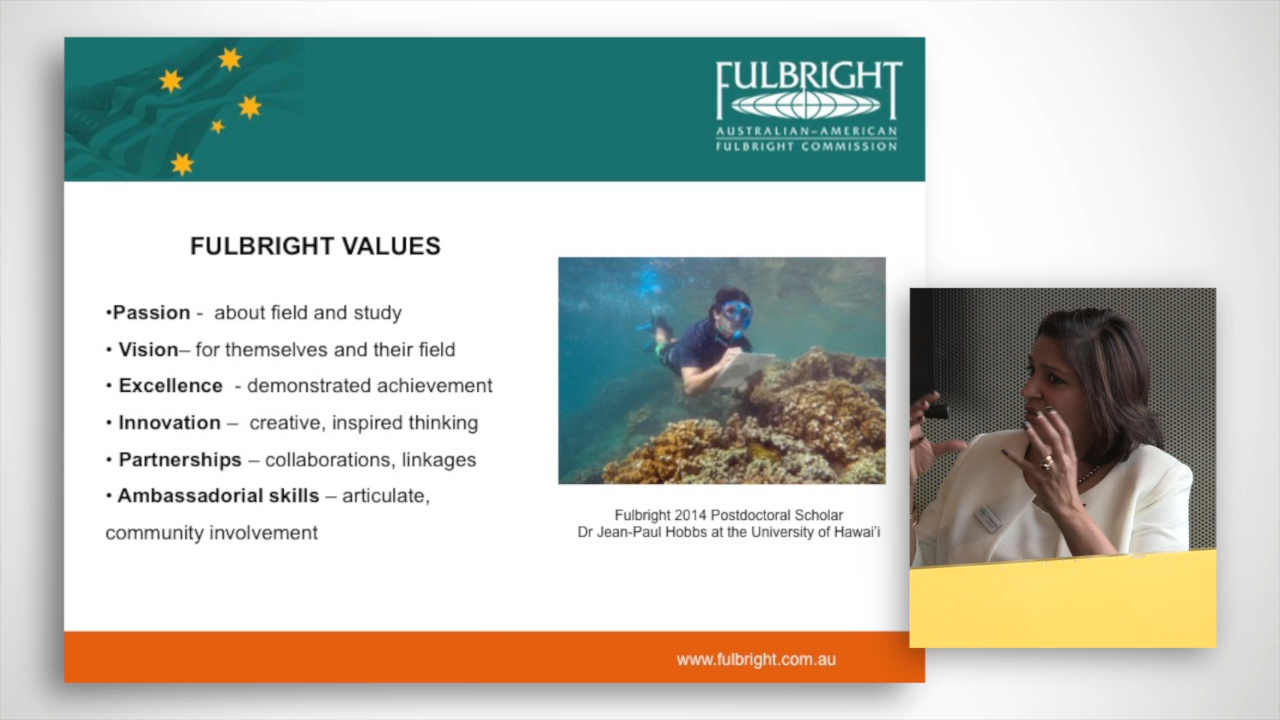 FULBRIGHT
AUSTRALIAN–AMERICAN
FULBRIGHT COMMISSION
FULBRIGHT VALUES
•Passion - about field and study
• Vision– for themselves and their field
• Excellence - demonstrated achievement
• Innovation – creative, inspired thinking
• Partnerships – collaborations, linkages
• Ambassadorial skills – articulate,
community involvement
Fulbright 2014 Postdoctoral Scholar
Dr Jean-Paul Hobbs at the University of Hawai'i
www.fulbright.com.au